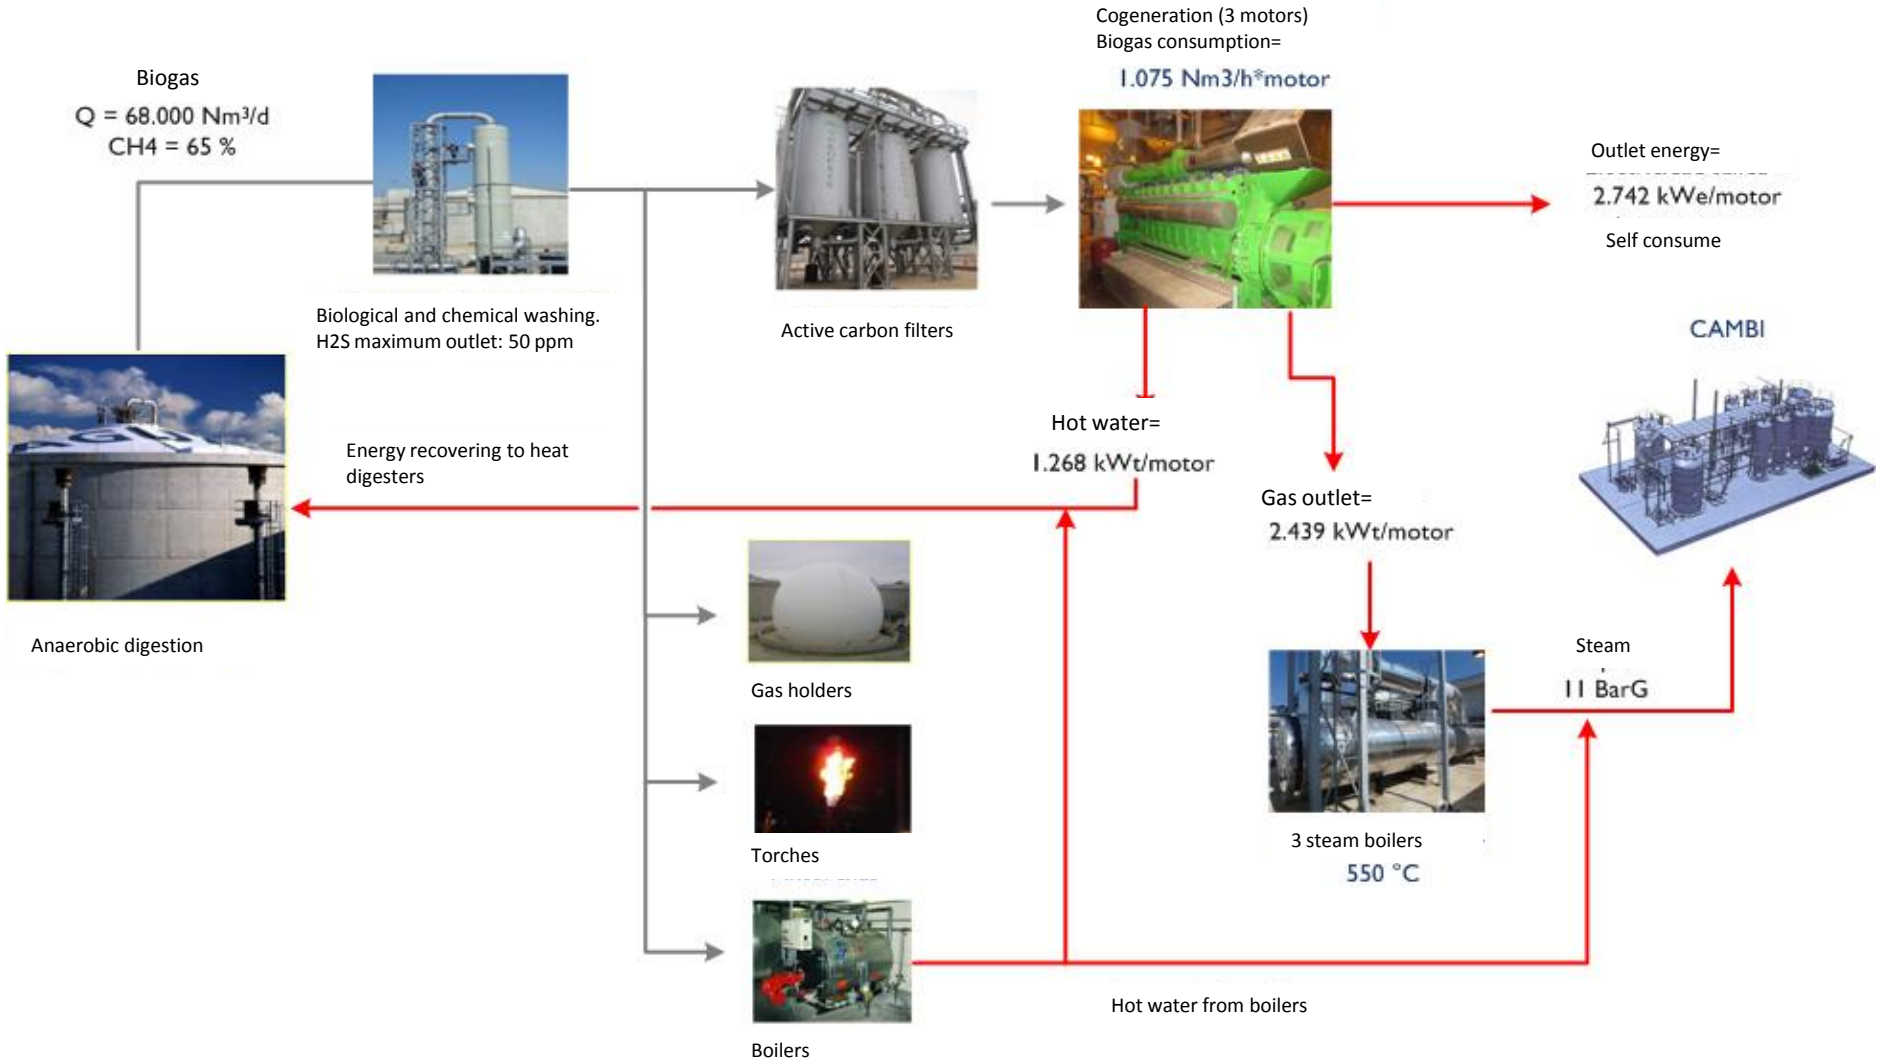 Cogeneration (3 motors)
Biogas consumption=
1.075 Nm3/h*motor
Biogas
Q = 68.000 Nm³/d
CH4 = 65 %
Outlet energy=
2.742 kWe/motor
Self consume
Biological and chemical washing.
H2S maximum outlet: 50 ppm
Active carbon filters
CAMBI
Hot water=
1.268 kWt/motor
Energy recovering to heat
digesters
Gas outlet=
2.439 kWt/motor
Anaerobic digestion
Steam
11 BarG
Gas holders
3 steam boilers
550 °C
Torches
Hot water from boilers
Boilers